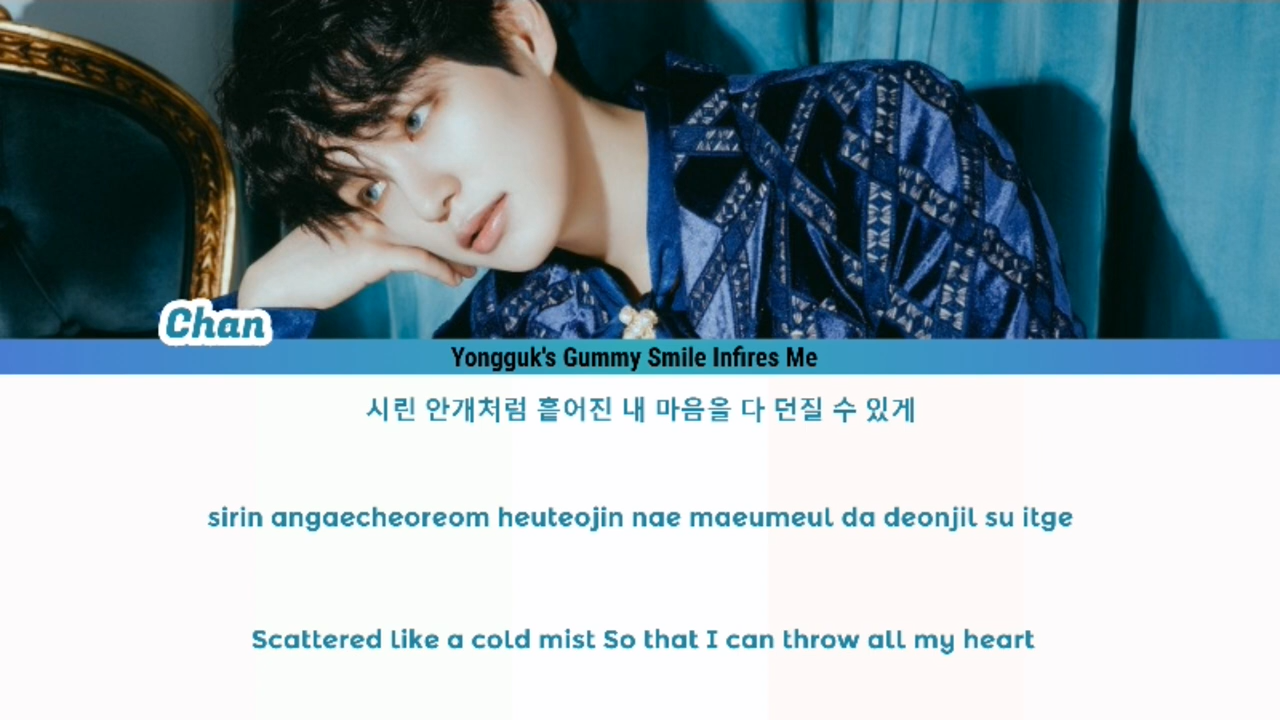 Chan
Yongguk's Gummy Smile Infires Me
시린 안개처럼 흩어진 내 마음을 다 던질 수 있게
sirin angaecheoreom heuteojin nae maeumeul da deonjil su itge
Scattered like a cold mist So that I can throw all my heart